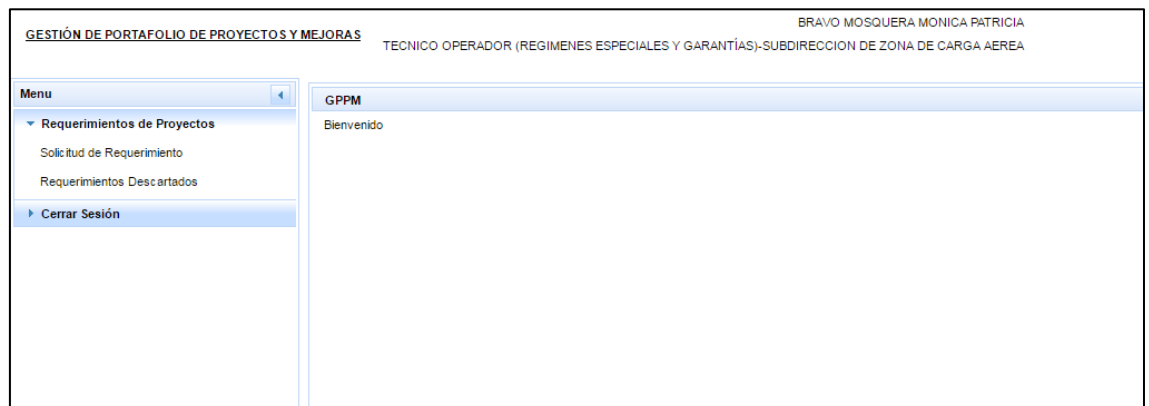 BRAVO MOSQUERA MONICA PATRICIA
GESTIÓN DE PORTAFOLIO DE PROYECTOS Y MEJORAS
TECNICO OPERADOR (REGIMENES ESPECIALES Y GARANTÍAS)-SUBDIRECCION DE ZONA DE CARGA AEREA
Menu
Requerimientos de Proyectos
Solicitud de Requerimiento
Requerimientos Descartados
Cerrar Sesión
GPPM
Bienvenido